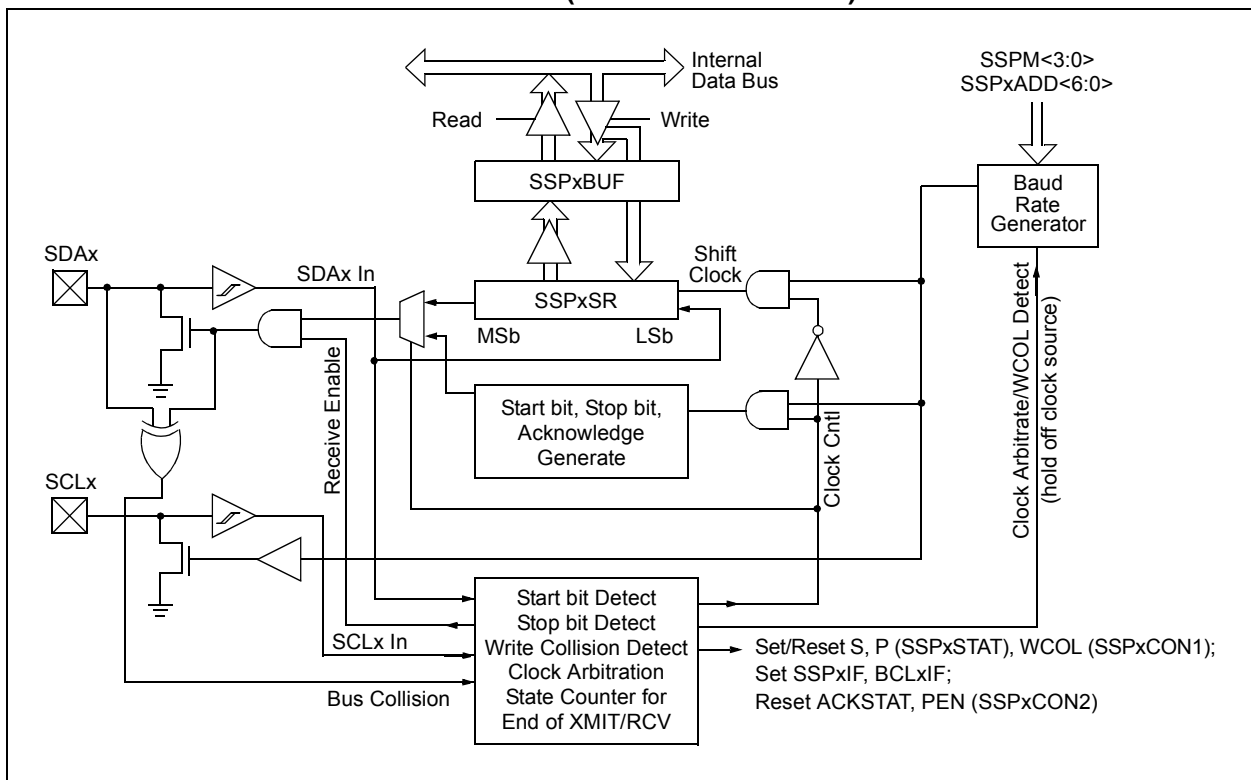 Internal
Data Bus
SSPM<3:0>
SSPxADD<6:0>
Read
Write
SSPxBUF
Baud
Rate
Generator
SDAx
SDAx In
Shift
Clock
SSPxSR
MSb
LSb
Start bit, Stop bit,
Acknowledge
Generate
Receive Enable
Clock Cntl
Clock Arbitrate/WCOL Detect
(hold off clock source)
SCLx
SCLx In
Bus Collision
Start bit Detect
Stop bit Detect
Write Collision Detect
Clock Arbitration
State Counter for
End of XMIT/RCV
Set/Reset S, P (SSPxSTAT), WCOL (SSPxCON1);
Set SSPxIF, BCLxIF;
Reset ACKSTAT, PEN (SSPxCON2)